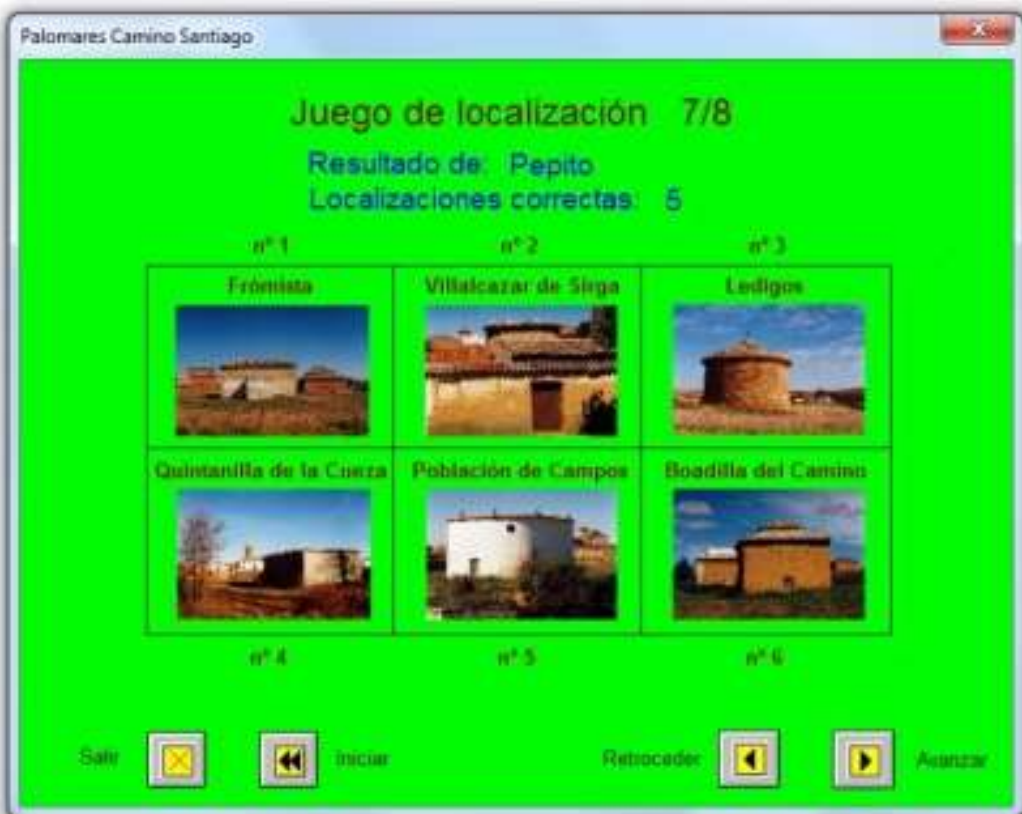 Palomares Camino Santiago
Juego de localización 7/8
Resultado de: Pepito
Localizaciones correctas: 5
nº 1 nº 2 nº 3
Frómista Villalcazar de Sirga Ledigos
Quintanilla de la Cueza Población de Campos Boadilla del Camino
nº 4 nº 5 nº 6
Salir Iniciar Retroceder Avanzar